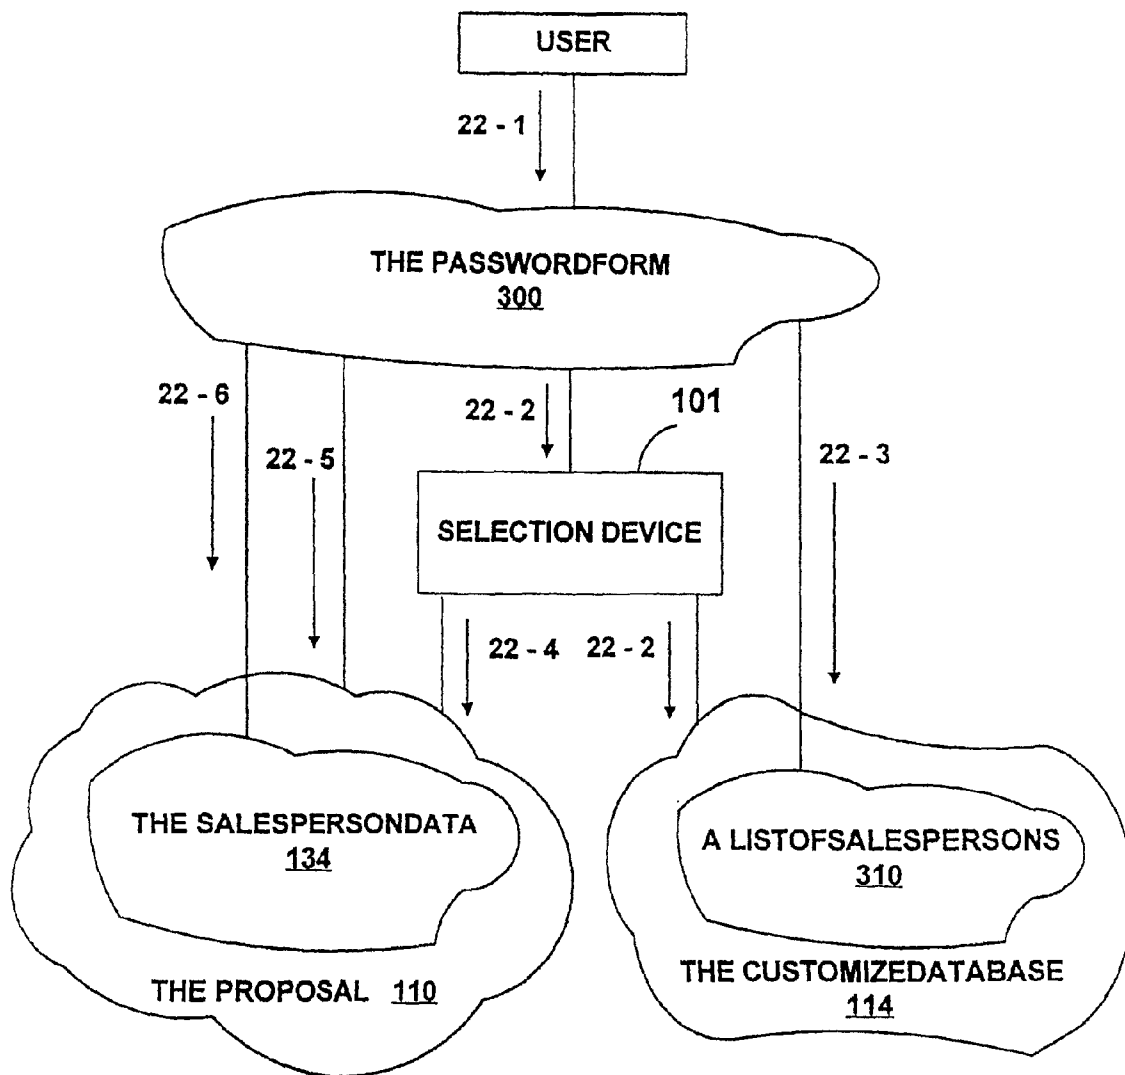 USER
22 - 1
THE PASSWORDFORM
300
22 - 6
22 - 2
101
22 - 5
22 - 3
SELECTION DEVICE
22 - 4
22 - 2
THE SALESPERSONDATA
134
A LISTOFSALESPERSONS
310
THE PROPOSAL 110
THE CUSTOMIZEDATABASE
114